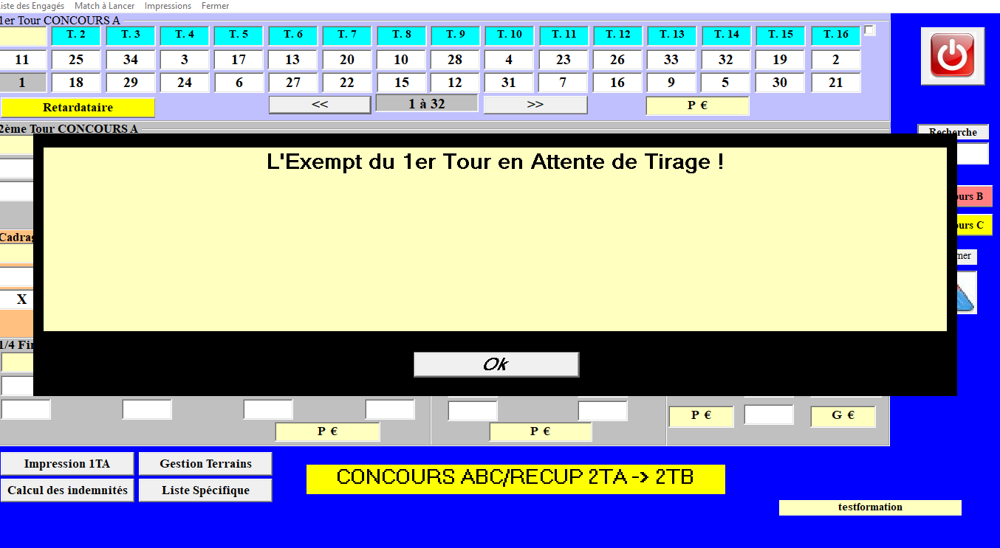 iste des Engagés Match à Lancer Impressions Fermer
1er Tour CONCOURS A
T. 2 T. 3 T. 4 T. 5 T. 6 T. 7 T. 8 T. 9 T. 10 T. 11 T. 12 T. 13 T. 14 T. 15 T. 16
11 25 34 3 17 13 20 10 28 4 23 26 33 32 19 2
1 18 29 24 6 27 22 15 12 31 7 16 9 5 30 21
Retardataire << 1 à 32 >> P €
2ème Tour CONCOURS A
Recherche
L'Exempt du 1er Tour en Attente de Tirage !
ours B
ours C
Cadrag
mer
X
1/4 Fin
Ok
P € G €
P € P €
Impression 1TA Gestion Terrains
CONCOURS ABC/RECUP 2TA -> 2TB
Calcul des indemnités Liste Spécifique
testformation